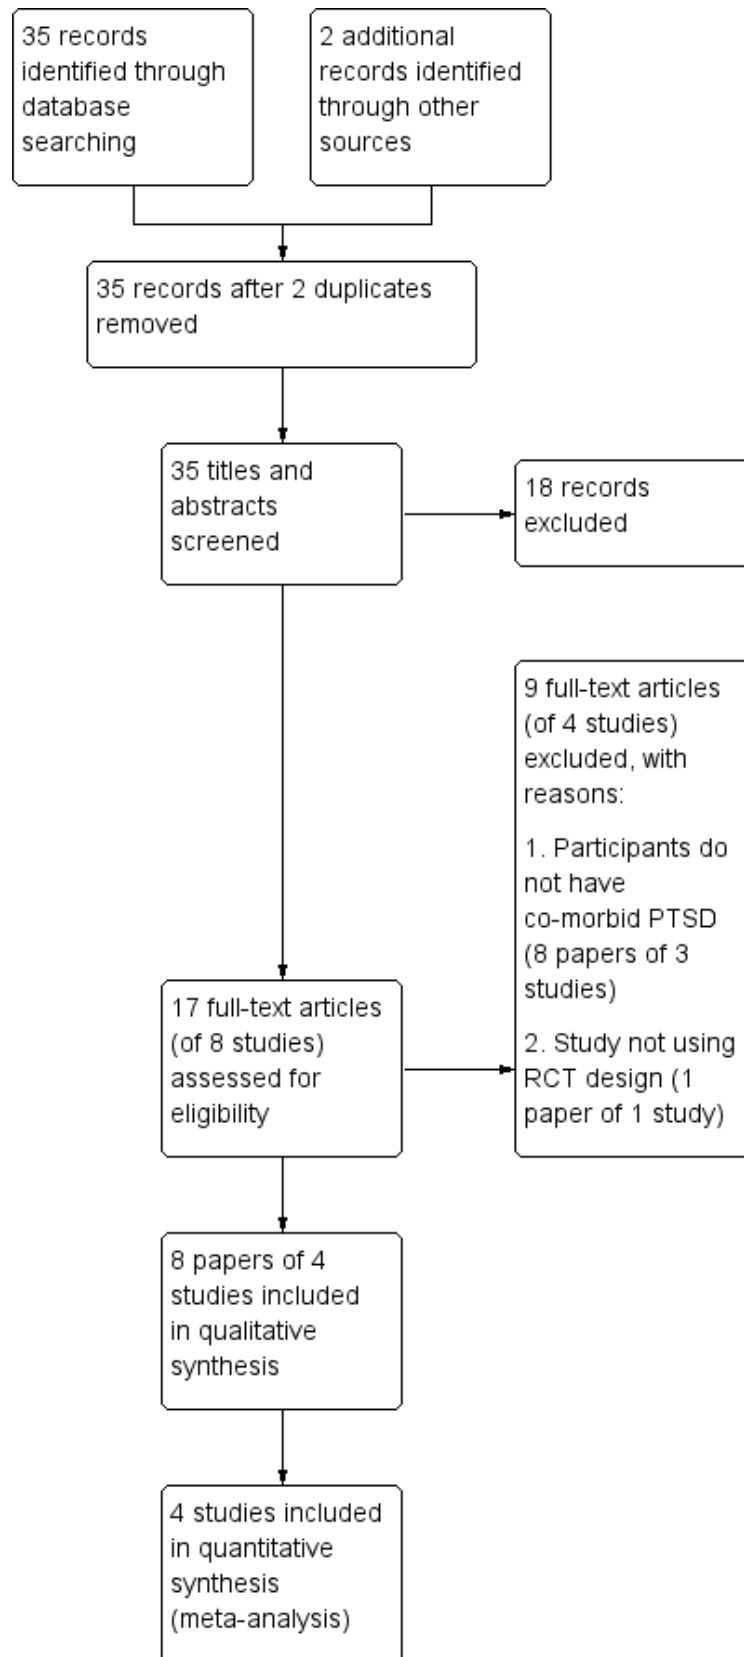 35 records
identified through
database
searching
2 additional
records identified
through other
sources
35 records after 2 duplicates
removed
35 titles and
abstracts
screened
18 records
excluded
9 full-text articles
(of 4 studies)
excluded, with
reasons:
1. Participants do
not have
co-morbid PTSD
(8 papers of 3
studies)
2. Study not using
RCT design (1
paper of 1 study)
17 full-text articles
(of 8 studies)
assessed for
eligibility
8 papers of 4
studies included
in qualitative
synthesis
4 studies included
in quantitative
synthesis
(meta-analysis)